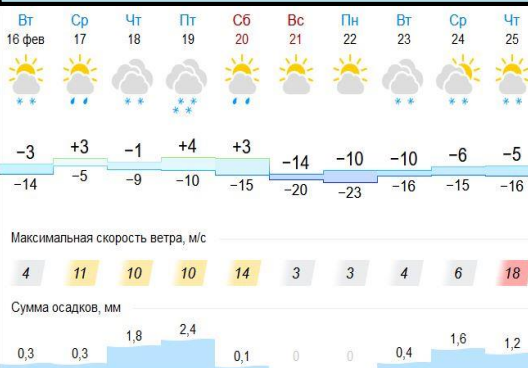 Вт Ср Чт Пт Сб Вс Пн Вт Ср Чт
16 фев 17 18 19 20 21 22 23 24 25
−3 +3 −1 +4 +3 −14 −10 −10 −6 −5
−14 −5 −9 −10 −15 −20 −23 −16 −15 −16
Максимальная скорость ветра, м/с
4 11 10 10 14 3 3 4 6 18
Сумма осадков, мм
0,3 0,3 1,8 2,4 0,1 0 0 0,4 1,6 1,2